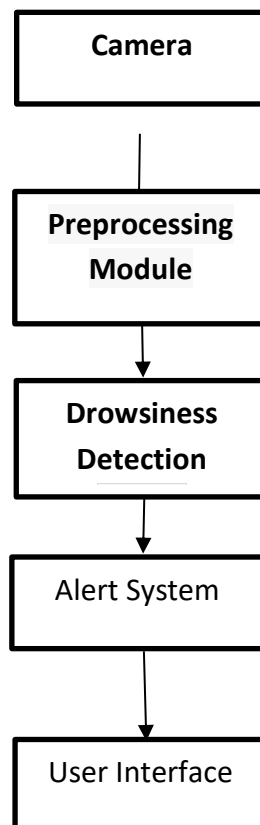 Camera
Preprocessing
Module
Drowsiness
Detection
Alert System
User Interface